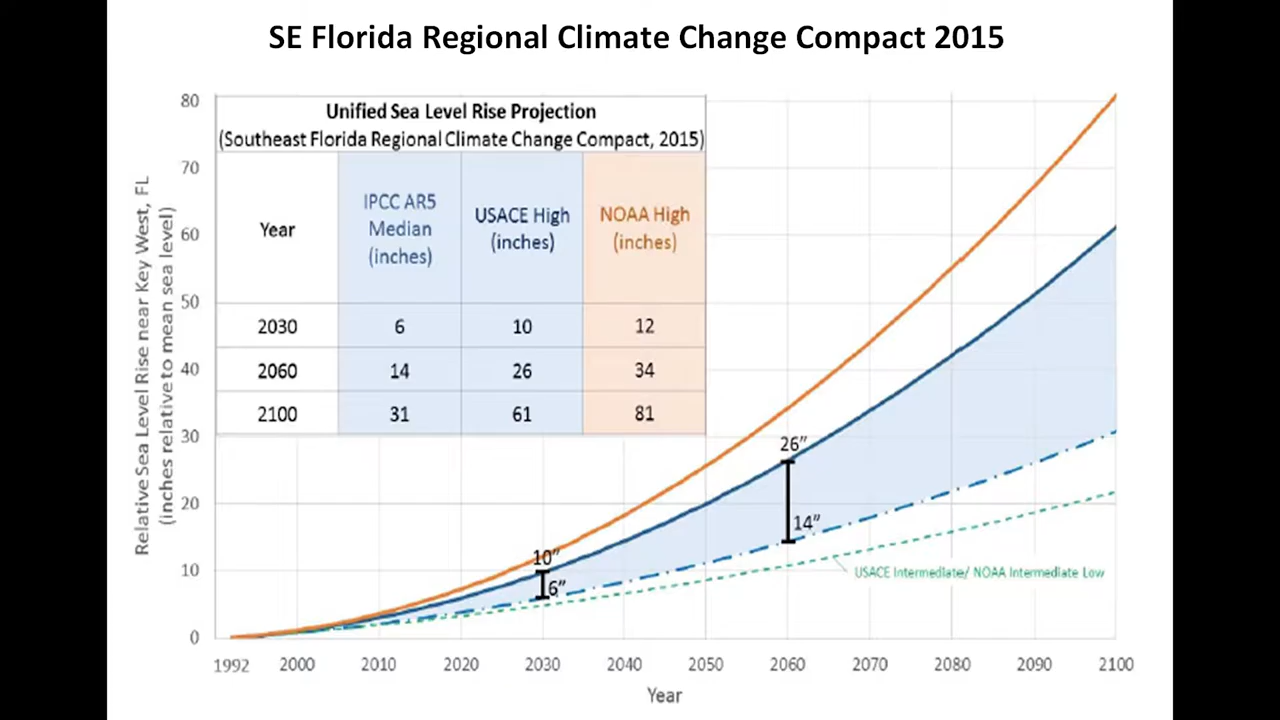 SE Florida Regional Climate Change Compact 2015
Unified Sea Level Rise Projection
(Southeast Florida Regional Climate Change Compact, 2015)
Year
IPCC AR5
Median
(inches)
USACE High
(inches)
NOAA High
(inches)
2030 6 10 12
2060 14 26 34
2100 31 61 81
Relative Sea Level Rise near Key West, FL
(inches relative to mean sea level)
80
70
60
50
40
30
20
10
0
26”
14”
10”
6”
USACE Intermediate/ NOAA Intermediate Low
1992 2000 2010 2020 2030 2040 2050 2060 2070 2080 2090 2100
Year